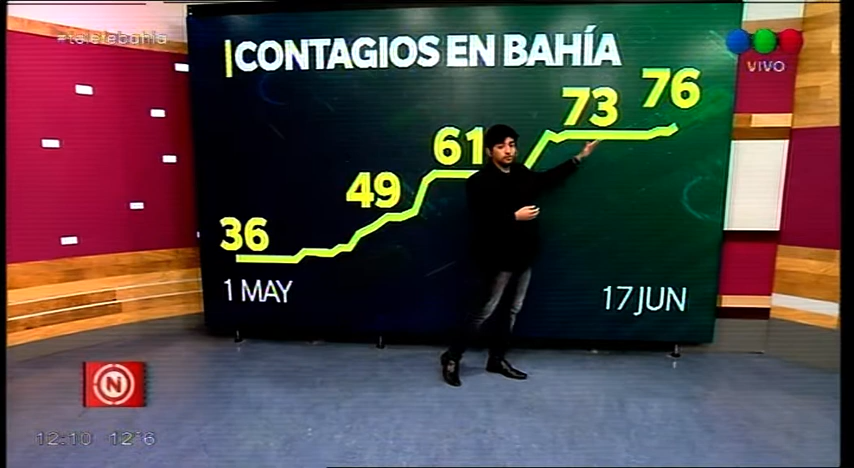 #telefebahia
CONTAGIOS EN BAHÍA
VIVO
76
73
61
49
36
1 MAY
17 JUN
N
12:10 12°6